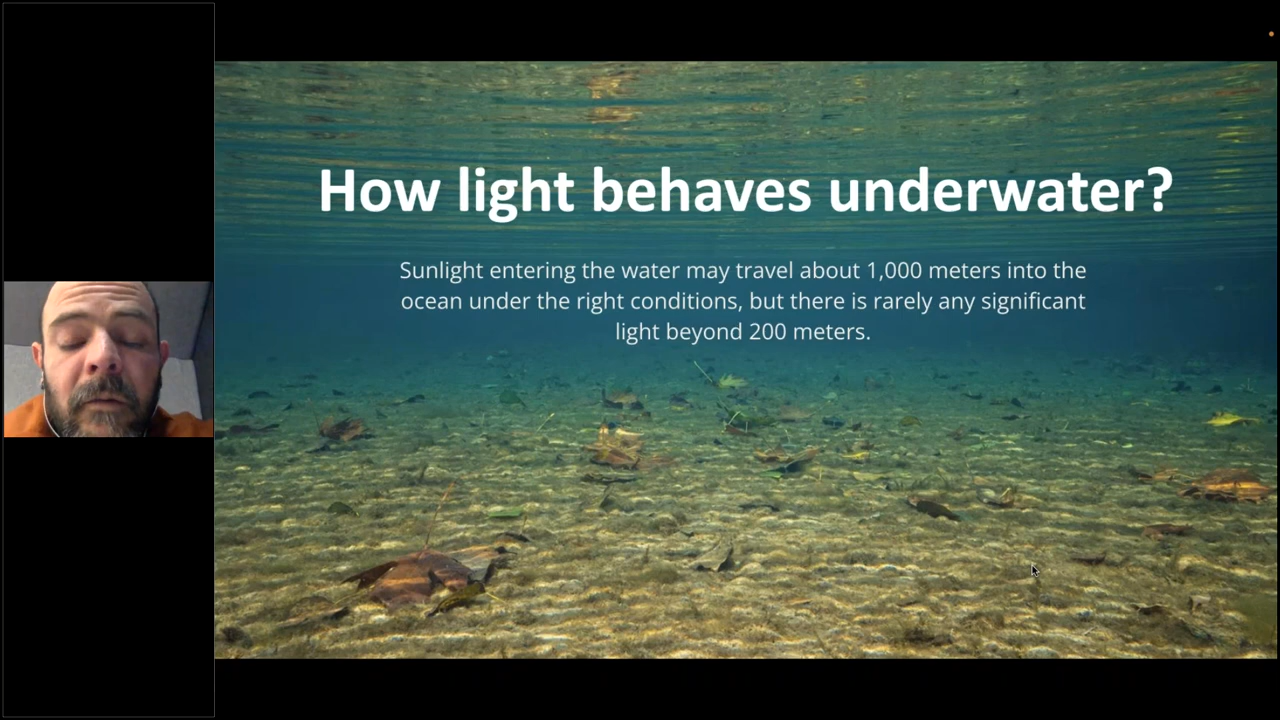 How light behaves underwater?
Sunlight entering the water may travel about 1,000 meters into the
ocean under the right conditions, but there is rarely any significant
light beyond 200 meters.